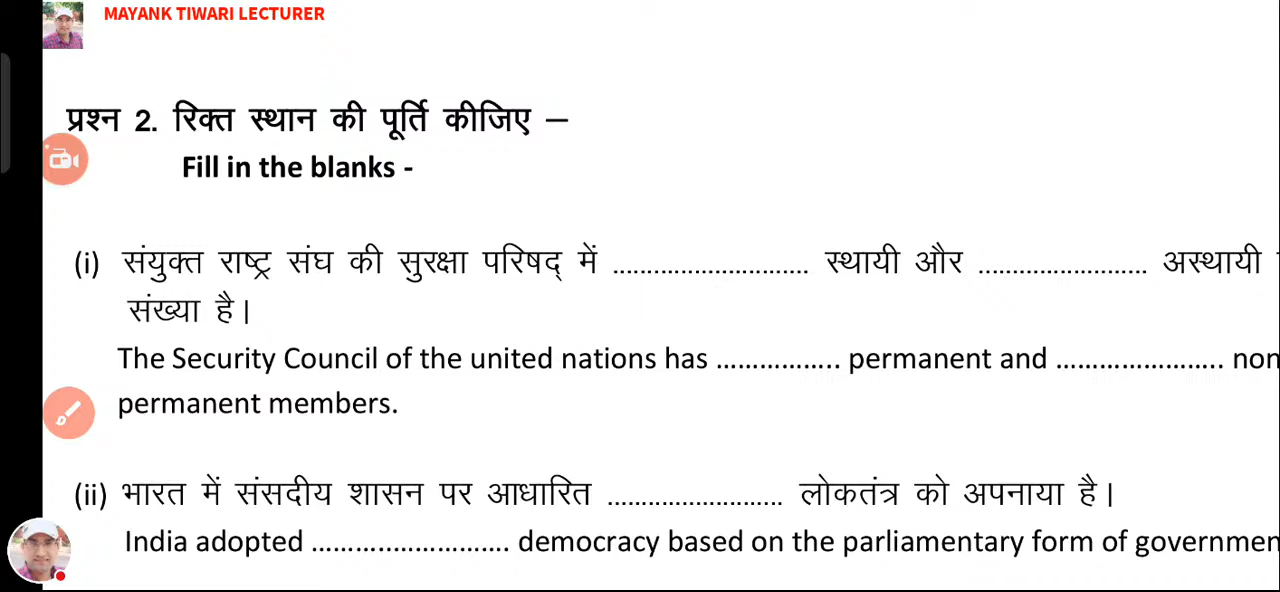 MAYANK TIWARI LECTURER
प्रश्न 2. रिक्त स्थान की पूर्ति कीजिए –
Fill in the blanks -
(i) संयुक्त राष्ट्र संघ की सुरक्षा परिषद् में ............................. स्थायी और ......................... अस्थायी
संख्या है।
The Security Council of the united nations has ................. permanent and ....................... non
permanent members.
(ii) भारत में संसदीय शासन पर आधारित .......................... लोकतंत्र को अपनाया है।
India adopted ........................... democracy based on the parliamentary form of governmen